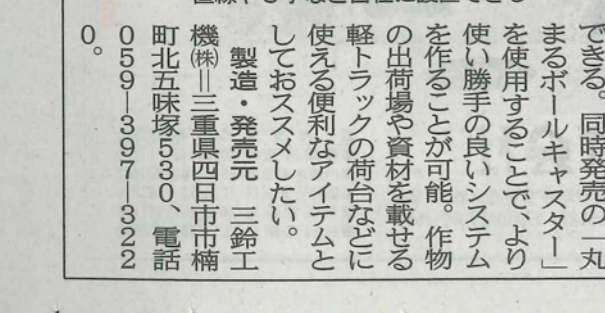 できる。同時発売の「丸
まるボールキャスター」
を使用することで、より
使い勝手の良いシステム
を作ることが可能。作物
の出荷場や資材を載せる
軽トラックの荷台などに
使える便利なアイテムと
しておススメしたい。
製造・発売元　三鈴工
機㈱＝三重県四日市市楠
町北五味塚530、電話
059―397―322
0。